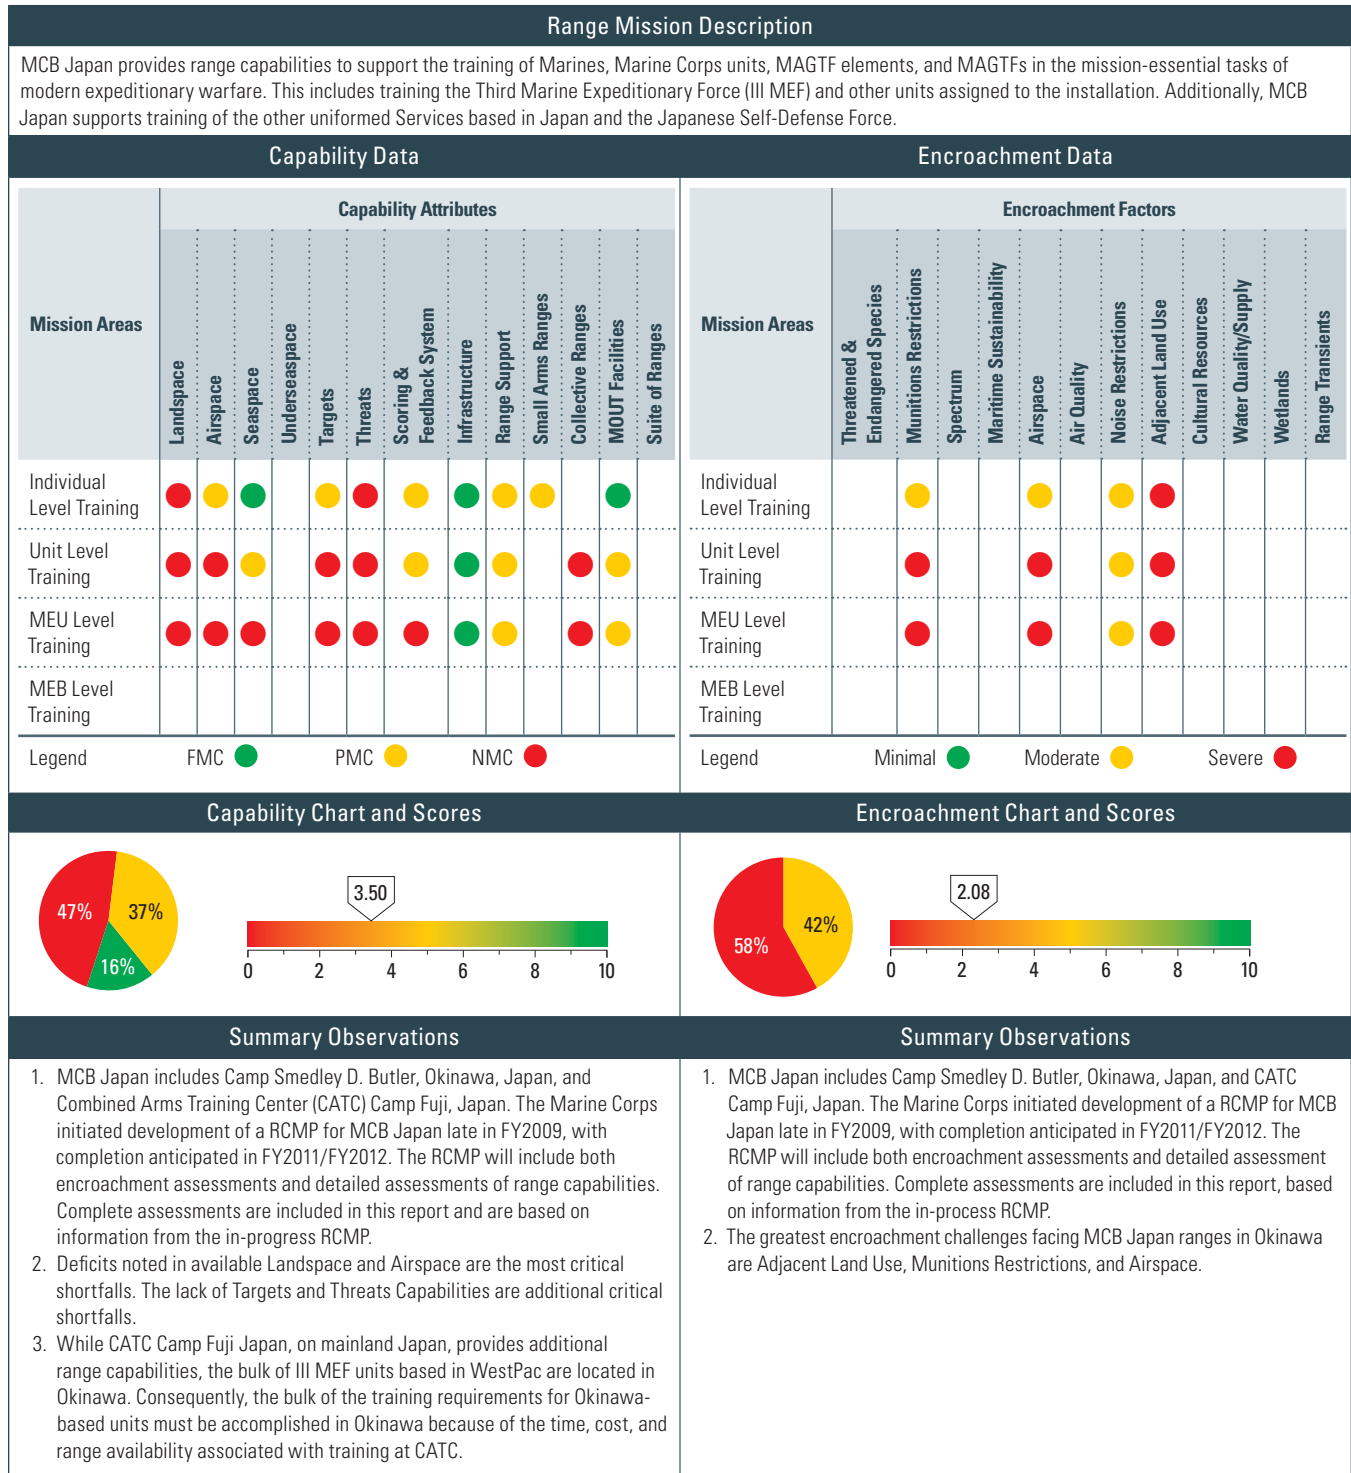 Range Mission Description
MCB Japan provides range capabilities to support the training of Marines, Marine Corps units, MAGTF elements, and MAGTFs in the mission-essential tasks of
modern expeditionary warfare. This includes training the Third Marine Expeditionary Force (III MEF) and other units assigned to the installation. Additionally, MCB
Japan supports training of the other uniformed Services based in Japan and the Japanese Self-Defense Force.
Capability Data
Mission Areas
Capability Attributes
Landspace
Airspace
Seaspace
Underseaspace
Targets
Threats
Scoring &
Feedback System
Infrastructure
Range Support
Small Arms Ranges
Collective Ranges
MOUT Facilities
Suite of Ranges
Individual
Level Training
Unit Level
Training
MEU Level
Training
MEB Level
Training
Legend
FMC
PMC
NMC
Encroachment Data
Mission Areas
Encroachment Factors
Threatened &
Endangered Species
Munitions Restrictions
Spectrum
Maritime Sustainability
Airspace
Air Quality
Noise Restrictions
Adjacent Land Use
Cultural Resources
Water Quality/Supply
Wetlands
Range Transients
Individual
Level Training
Unit Level
Training
MEU Level
Training
MEB Level
Training
Legend
Minimal
Moderate
Severe
Capability Chart and Scores
47%
37%
16%
3.50
0 2 4 6 8 10
Encroachment Chart and Scores
58%
42%
2.08
0 2 4 6 8 10
Summary Observations
1. MCB Japan includes Camp Smedley D. Butler, Okinawa, Japan, and
Combined Arms Training Center (CATC) Camp Fuji, Japan. The Marine Corps
initiated development of a RCMP for MCB Japan late in FY2009, with
completion anticipated in FY2011/FY2012. The RCMP will include both
encroachment assessments and detailed assessments of range capabilities.
Complete assessments are included in this report and are based on
information from the in-progress RCMP.
2. Deficits noted in available Landspace and Airspace are the most critical
shortfalls. The lack of Targets and Threats Capabilities are additional critical
shortfalls.
3. While CATC Camp Fuji Japan, on mainland Japan, provides additional
range capabilities, the bulk of III MEF units based in WestPac are located in
Okinawa. Consequently, the bulk of the training requirements for Okinawa-
based units must be accomplished in Okinawa because of the time, cost, and
range availability associated with training at CATC.
Summary Observations
1. MCB Japan includes Camp Smedley D. Butler, Okinawa, Japan, and CATC
Camp Fuji, Japan. The Marine Corps initiated development of a RCMP for MCB
Japan late in FY2009, with completion anticipated in FY2011/FY2012. The
RCMP will include both encroachment assessments and detailed assessment
of range capabilities. Complete assessments are included in this report, based
on information from the in-process RCMP.
2. The greatest encroachment challenges facing MCB Japan ranges in Okinawa
are Adjacent Land Use, Munitions Restrictions, and Airspace.